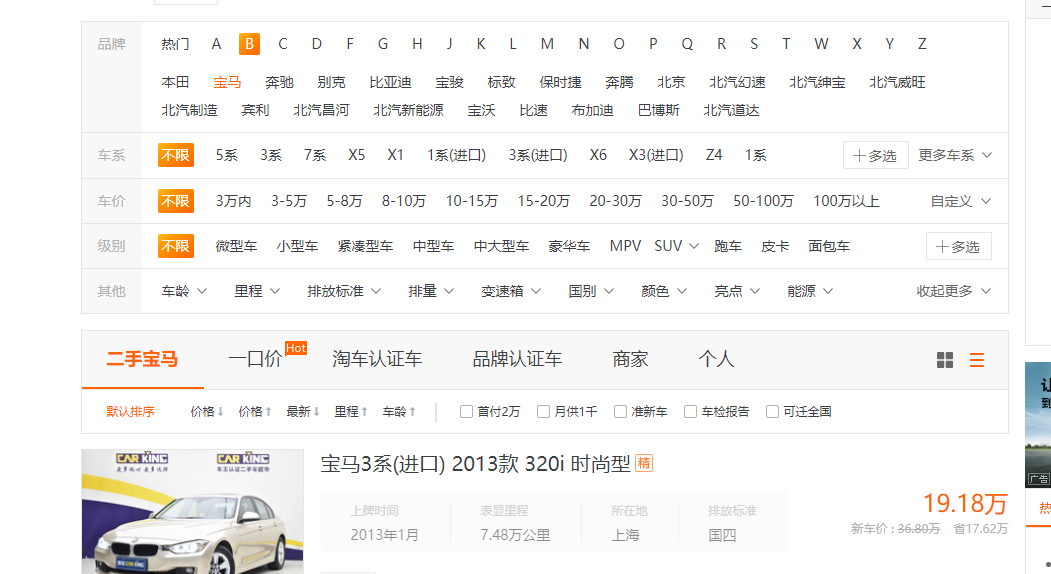 品牌 热门 A B C D F G H J K L M N O P Q R S T W X Y Z
本田 宝马 奔驰 别克 比亚迪 宝骏 标致 保时捷 奔腾 北京 北汽幻速 北汽绅宝 北汽威旺
北汽制造 宾利 北汽昌河 北汽新能源 宝沃 比速 布加迪 巴博斯 北汽道达
车系 不限 5系 3系 7系 X5 X1 1系(进口) 3系(进口) X6 X3(进口) Z4 1系 多选 更多车系
车价 不限 3万内 3-5万 5-8万 8-10万 10-15万 15-20万 20-30万 30-50万 50-100万 100万以上 自定义
级别 不限 微型车 小型车 紧凑型车 中型车 中大型车 豪华车 MPV SUV 跑车 皮卡 面包车 多选
其他 车龄 里程 排放标准 排量 变速箱 国别 颜色 亮点 能源 收起更多
二手宝马 一口价 Hot 淘车认证车 品牌认证车 商家 个人
默认排序 价格↓ 价格↑ 最新↓ 里程↑ 车龄↑ 首付2万 月供1千 准新车 车检报告 可迁全国
CAR KING CAR KING
车王认证二手车超市
宝马3系(进口) 2013款 320i 时尚型 精
上牌时间 表显里程 所在地 排放标准
2013年1月 7.48万公里 上海 国四
19.18万
新车价 : 36.80万 省17.62万
让
到
广告
热